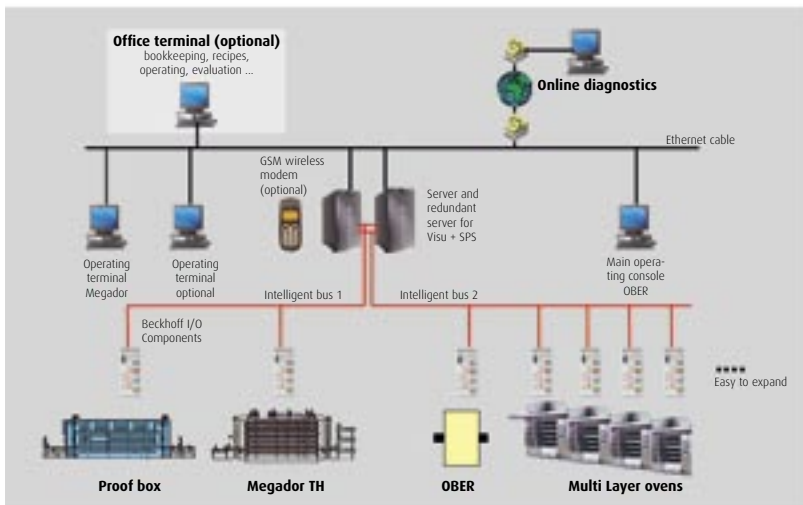 Office terminal (optional)
bookkeeping, recipes,
operating, evaluation ...
Online diagnostics
Ethernet cable
GSM wireless
modem
(optional)
Server and
redundant
server for
Visu + SPS
Operating
terminal
Megador
Operating
terminal
optional
Main opera-
ting console
OBER
Intelligent bus 1
Intelligent bus 2
Beckhoff I/O
Components
Easy to expand
Proof box
Megador TH
OBER
Multi Layer ovens